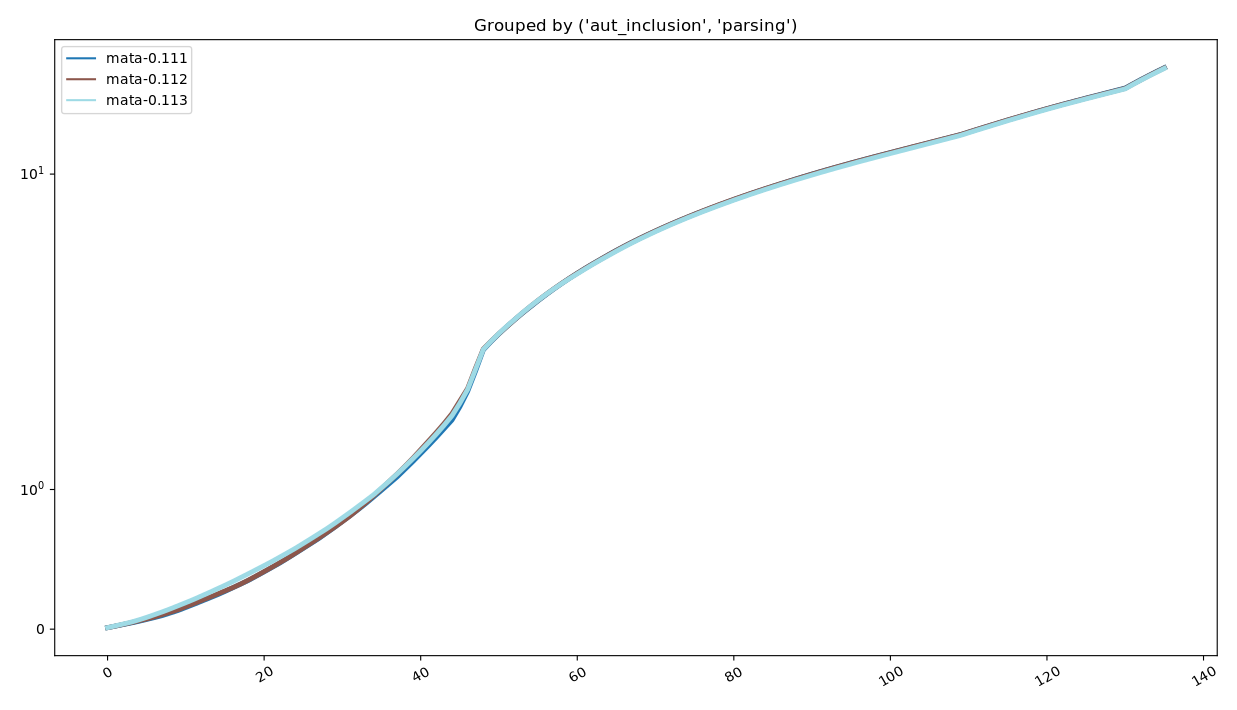 Grouped by ('aut_inclusion', 'parsing')
mata-0.111
mata-0.112
mata-0.113
10¹
10⁰
0
0 20 40 60 80 100 120 140